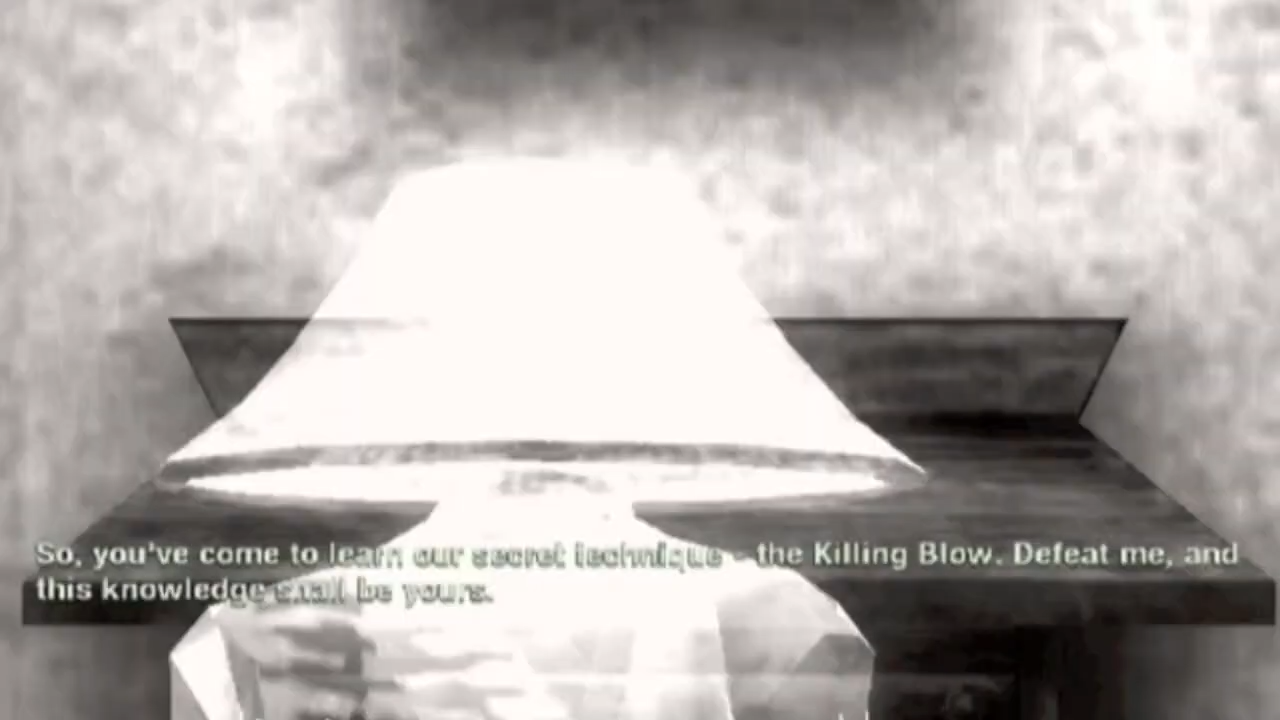 So, you've come to learn our secret technique - the Killing Blow. Defeat me, and
this knowledge shall be yours.